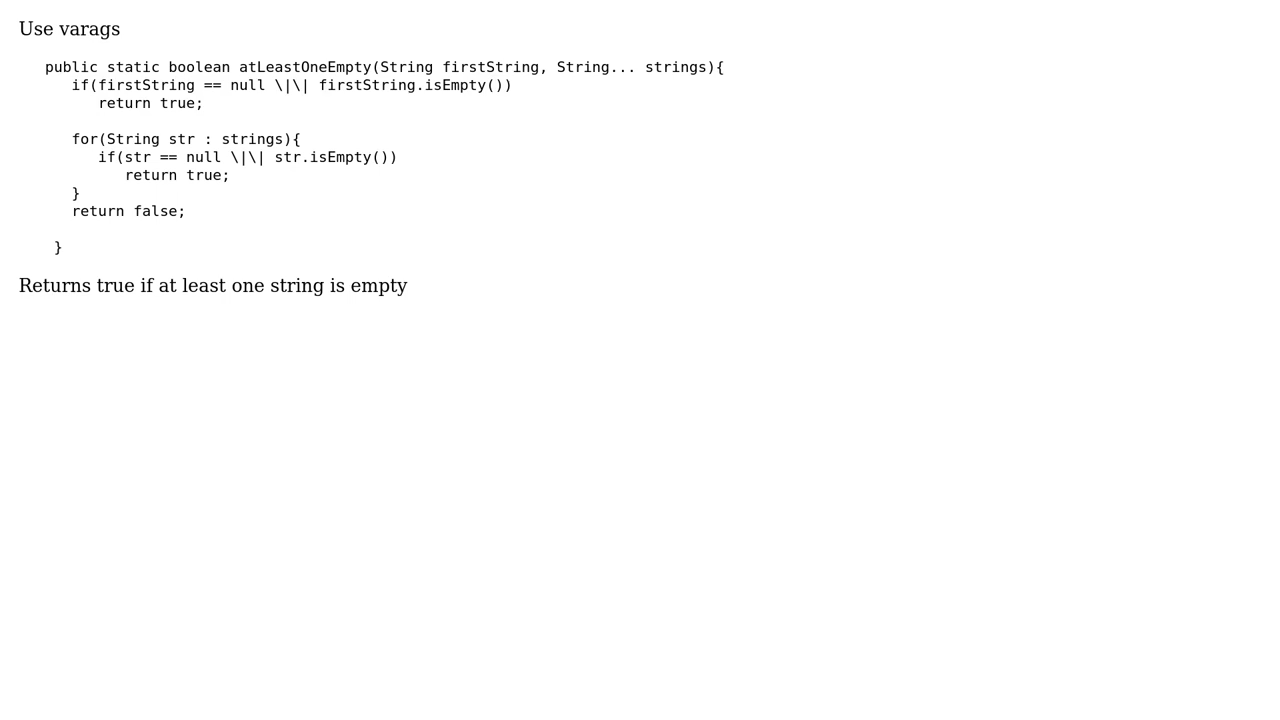 Use varags
public static boolean atLeastOneEmpty(String firstString, String... strings){
if(firstString == null \|\| firstString.isEmpty())
return true;
for(String str : strings){
if(str == null \|\| str.isEmpty())
return true;
}
return false;
}
Returns true if at least one string is empty